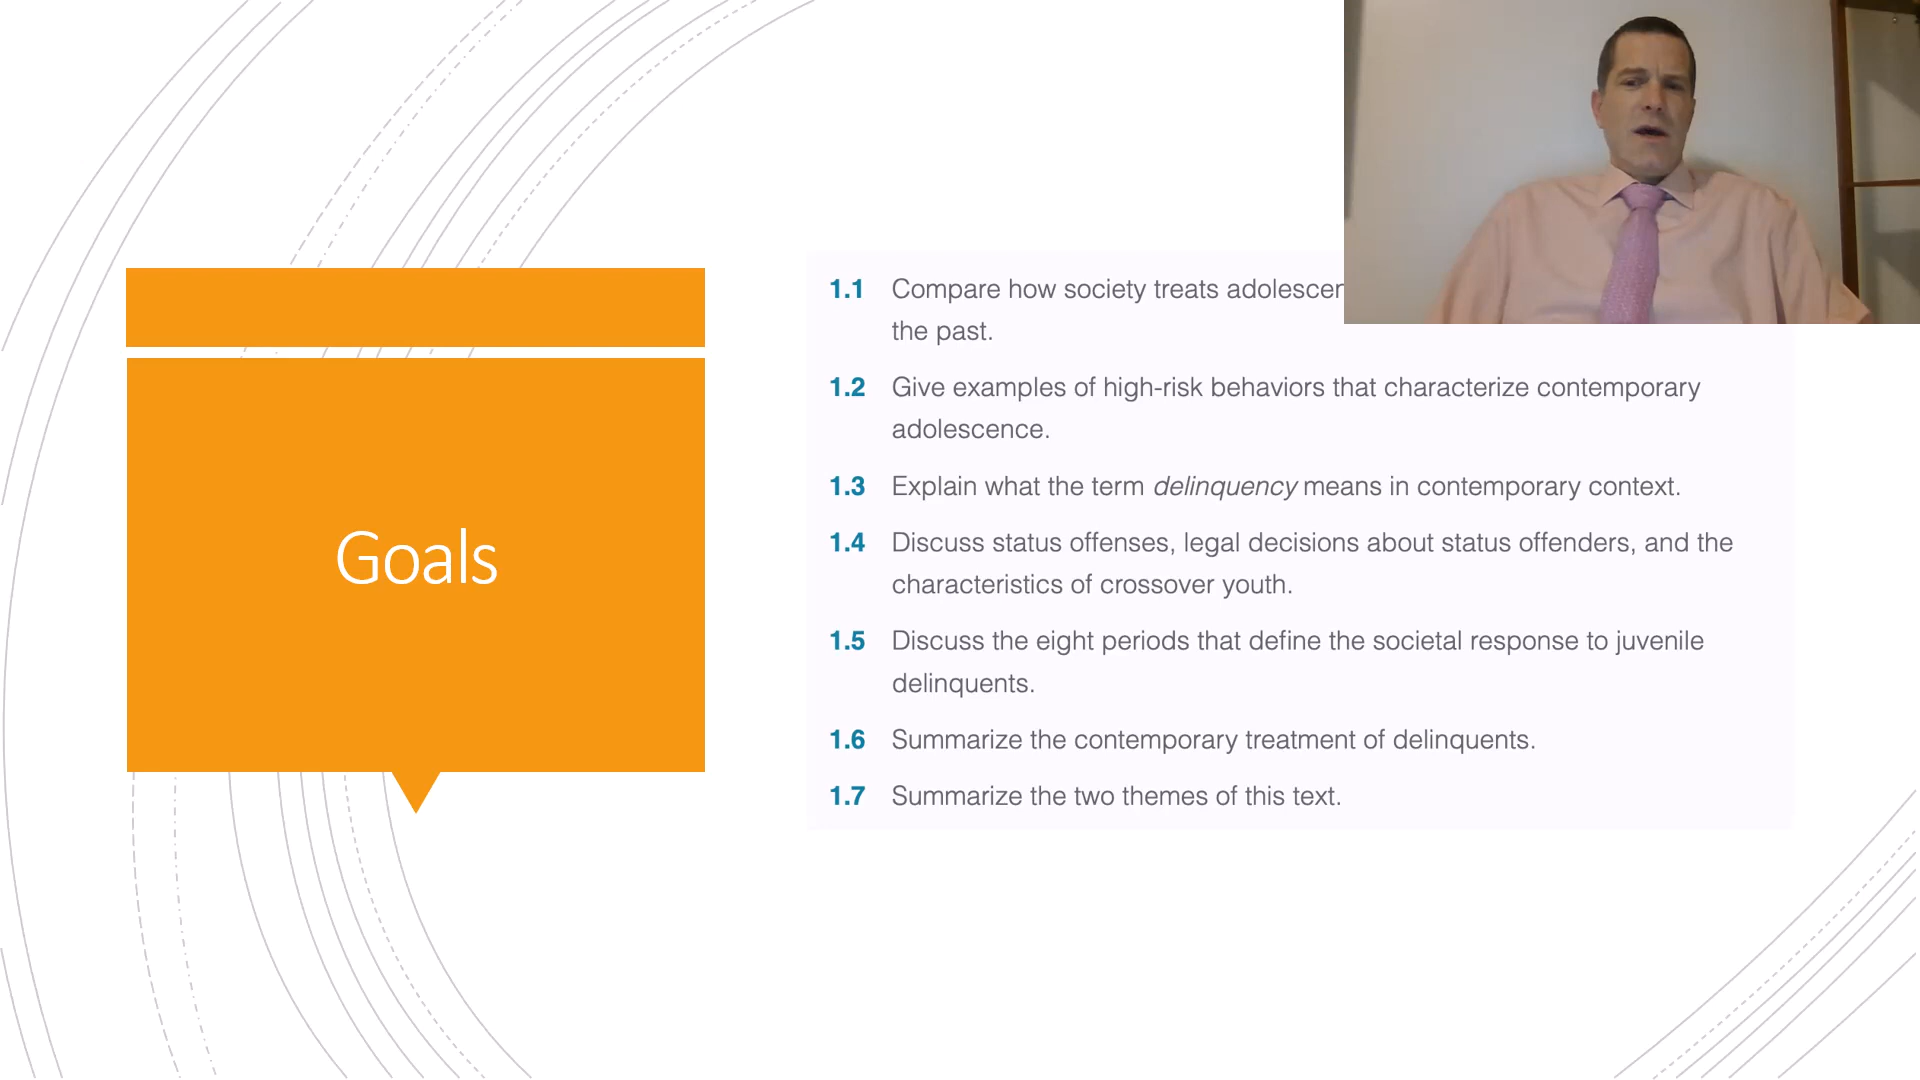 Goals
1.1 Compare how society treats
the past.
1.2 Give examples of high-risk behaviors that characterize contemporary
adolescence.
1.3 Explain what the term delinquency means in contemporary context.
1.4 Discuss status offenses, legal decisions about status offenders, and the
characteristics of crossover youth.
1.5 Discuss the eight periods that define the societal response to juvenile
delinquents.
1.6 Summarize the contemporary treatment of delinquents.
1.7 Summarize the two themes of this text.